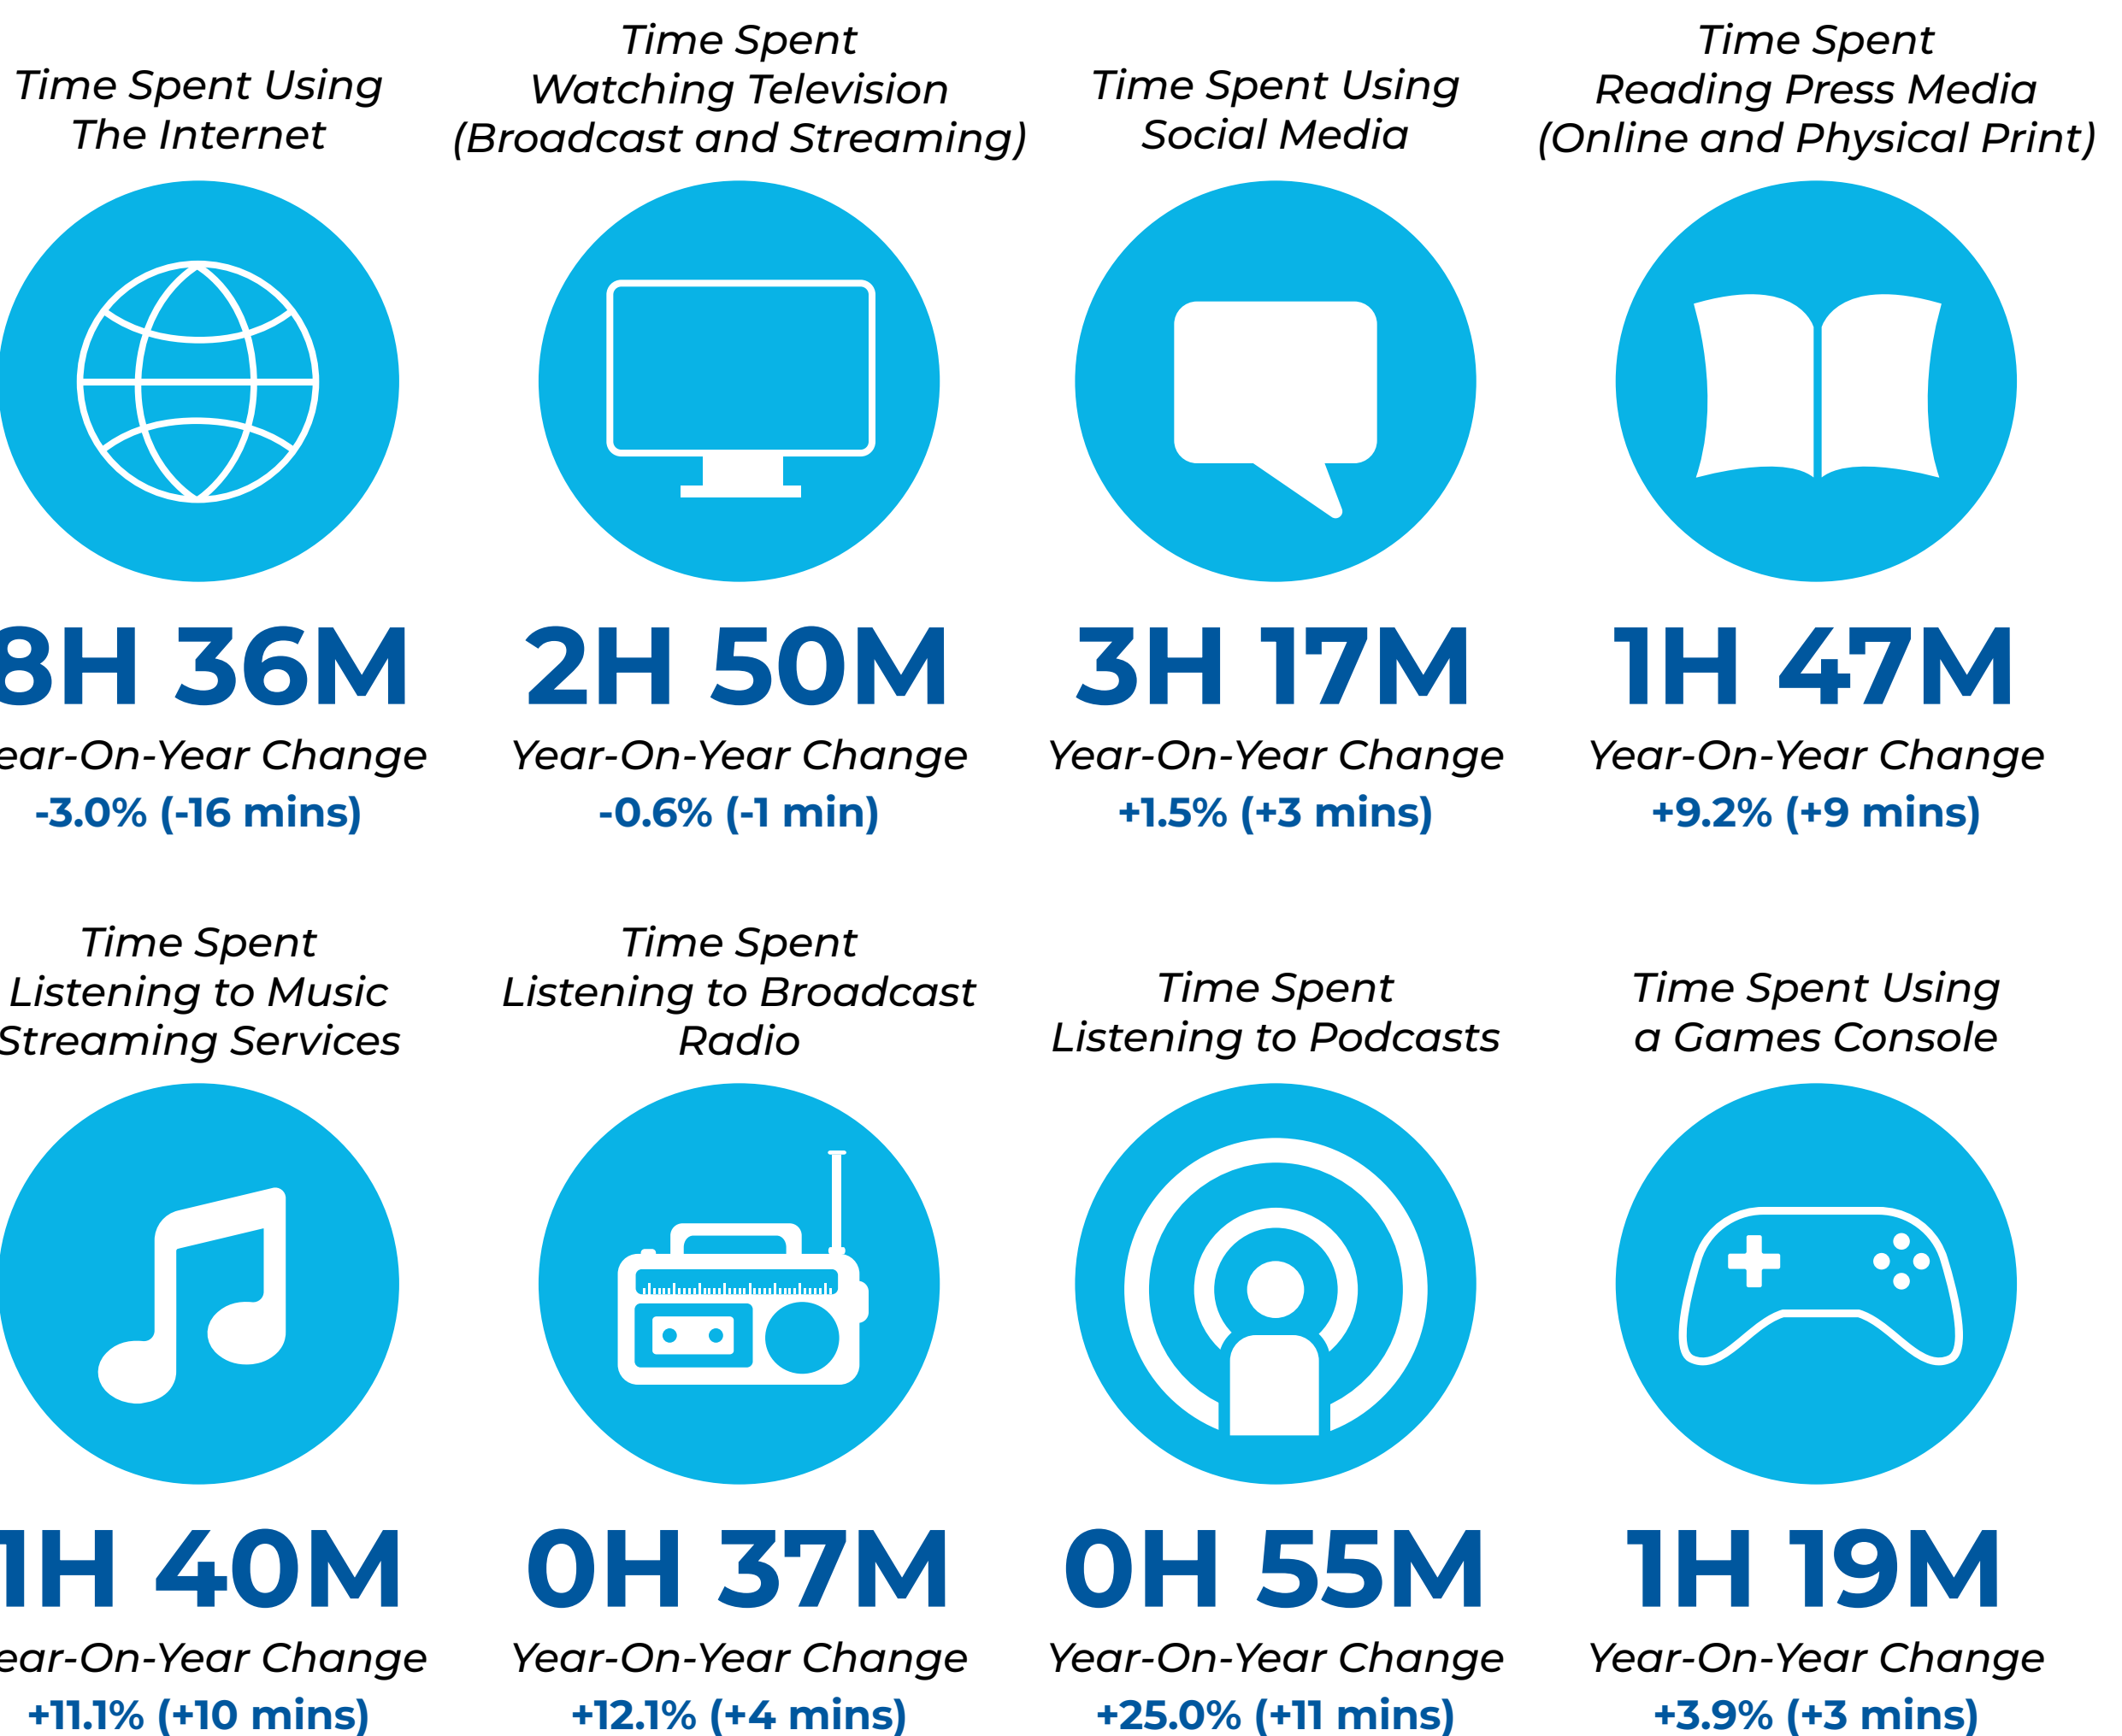 Time Spent Using
The Internet
Time Spent
Watching Television
(Broadcast and Streaming)
Time Spent Using
Social Media
Time Spent
Reading Press Media
(Online and Physical Print)
8H 36M
2H 50M
3H 17M
1H 47M
ear-On-Year Change
Year-On-Year Change
Year-On-Year Change
Year-On-Year Change
-3.0% (-16 mins)
-0.6% (-1 min)
+1.5% (+3 mins)
+9.2% (+9 mins)
Time Spent
Listening to Music
Streaming Services
Time Spent
Listening to Broadcast
Radio
Time Spent
Listening to Podcasts
Time Spent Using
a Games Console
1H 40M
0H 37M
0H 55M
1H 19M
ear-On-Year Change
Year-On-Year Change
Year-On-Year Change
Year-On-Year Change
+11.1% (+10 mins)
+12.1% (+4 mins)
+25.0% (+11 mins)
+3.9% (+3 mins)